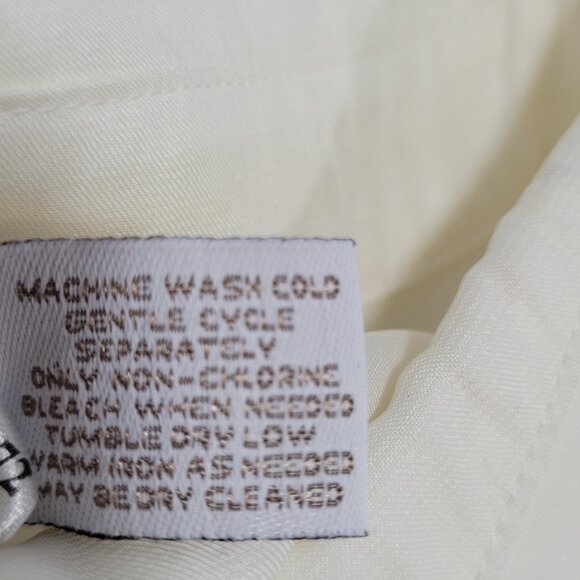 MACHINE WASH COLD
GENTLE CYCLE
SEPARATELY
ONLY NON-CHLORINE
BLEACH WHEN NEEDED
TUMBLE DRY LOW
WARM IRON AS NEEDED
MAY BE DRY CLEANED
72